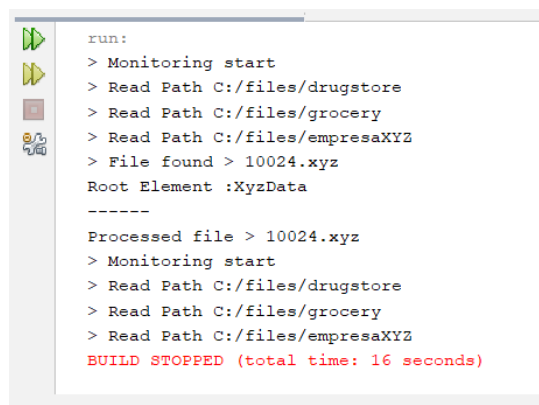 run:
> Monitoring start
> Read Path C:/files/drugstore
> Read Path C:/files/grocery
> Read Path C:/files/empresaXYZ
> File found > 10024.xyz
Root Element :XyzData
------
Processed file > 10024.xyz
> Monitoring start
> Read Path C:/files/drugstore
> Read Path C:/files/grocery
> Read Path C:/files/empresaXYZ
BUILD STOPPED (total time: 16 seconds)